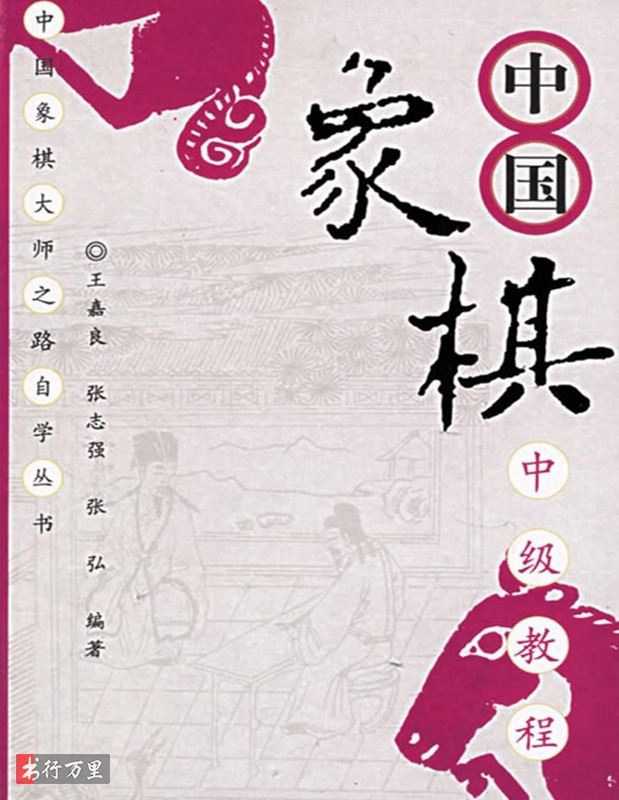 中国
象棋
中级教程
◎王嘉良 张志强 张弘 编著
中国象棋大师之路自学丛书
书行万里